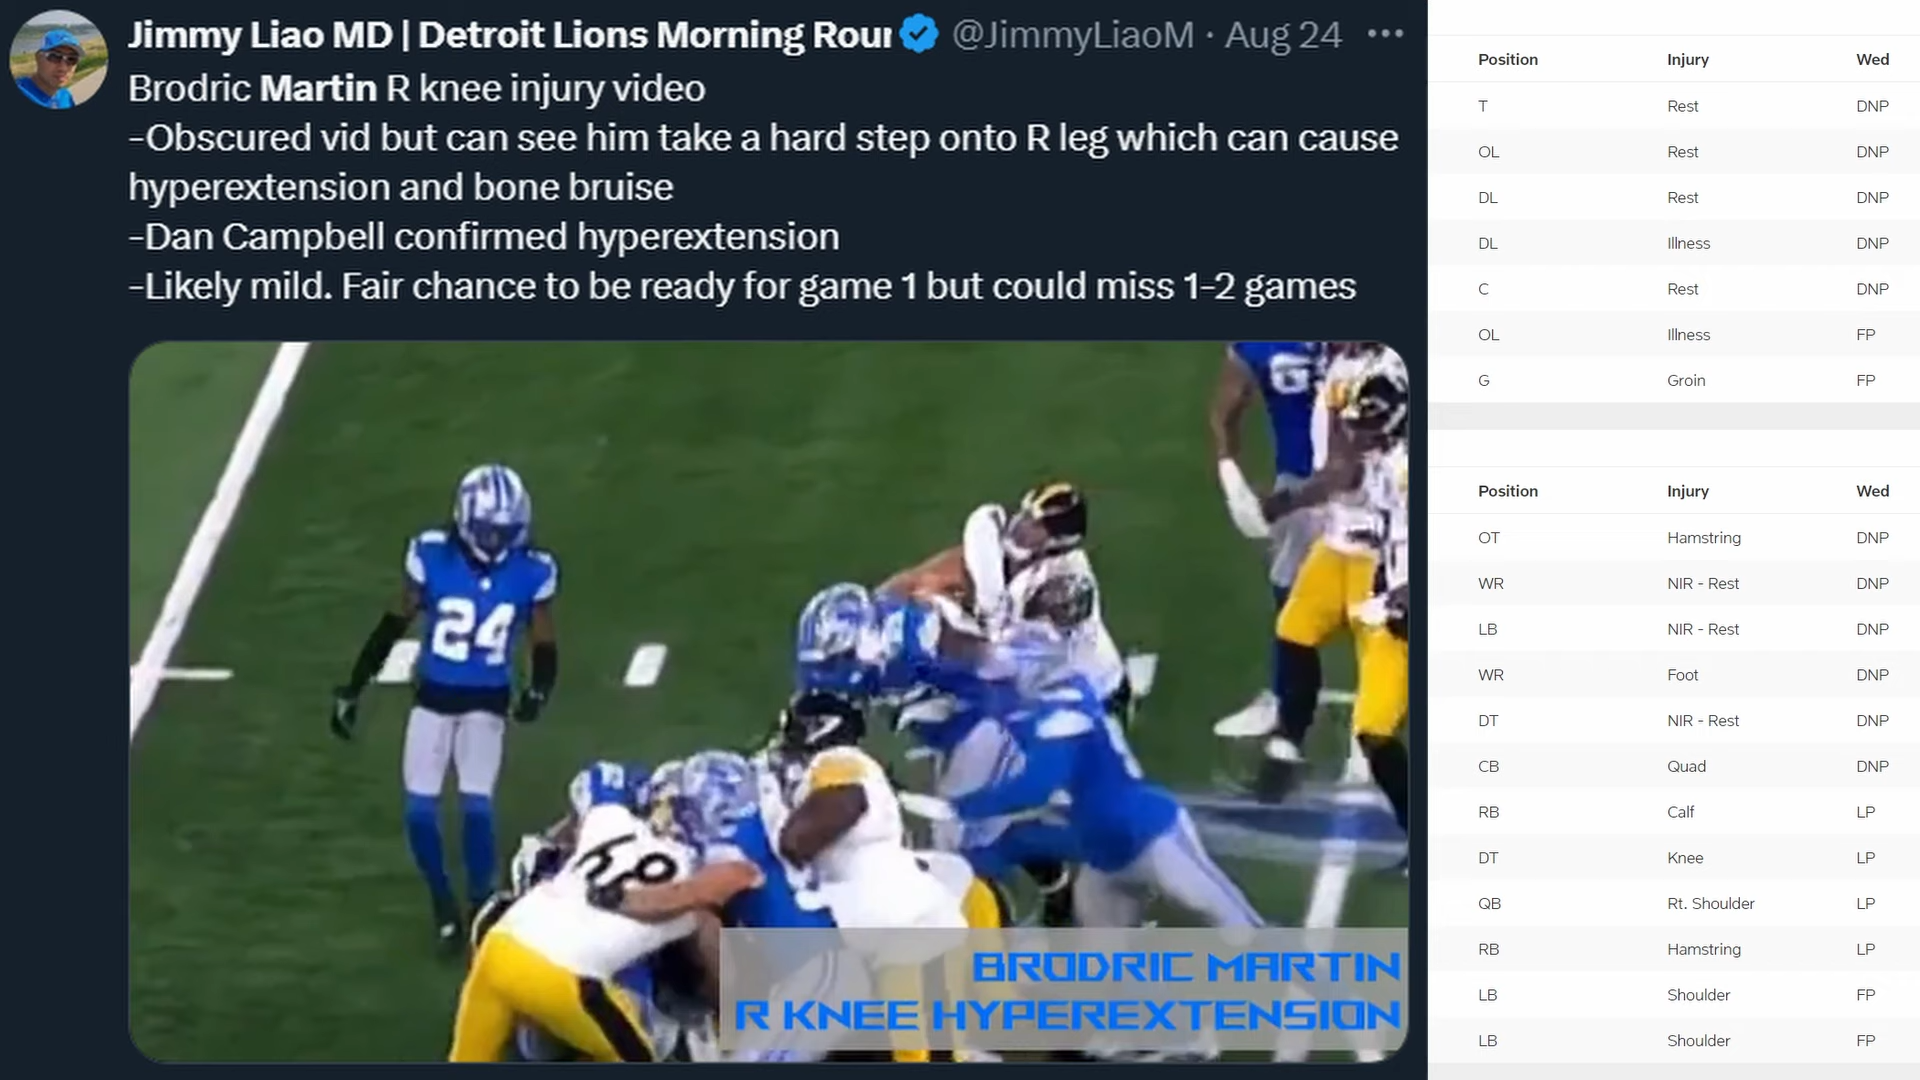 Jimmy Liao MD | Detroit Lions Morning Rour @JimmyLiaoM · Aug 24
Brodric Martin R knee injury video
-Obscured vid but can see him take a hard step onto R leg which can cause
hyperextension and bone bruise
-Dan Campbell confirmed hyperextension
-Likely mild. Fair chance to be ready for game 1 but could miss 1-2 games
24
68
BRODRIC MARTIN
R KNEE HYPEREXTENSION
Position Injury Wed
T Rest DNP
OL Rest DNP
DL Rest DNP
DL Illness DNP
C Rest DNP
OL Illness FP
G Groin FP
Position Injury Wed
OT Hamstring DNP
WR NIR - Rest DNP
LB NIR - Rest DNP
WR Foot DNP
DT NIR - Rest DNP
CB Quad DNP
RB Calf LP
DT Knee LP
QB Rt. Shoulder LP
RB Hamstring LP
LB Shoulder FP
LB Shoulder FP